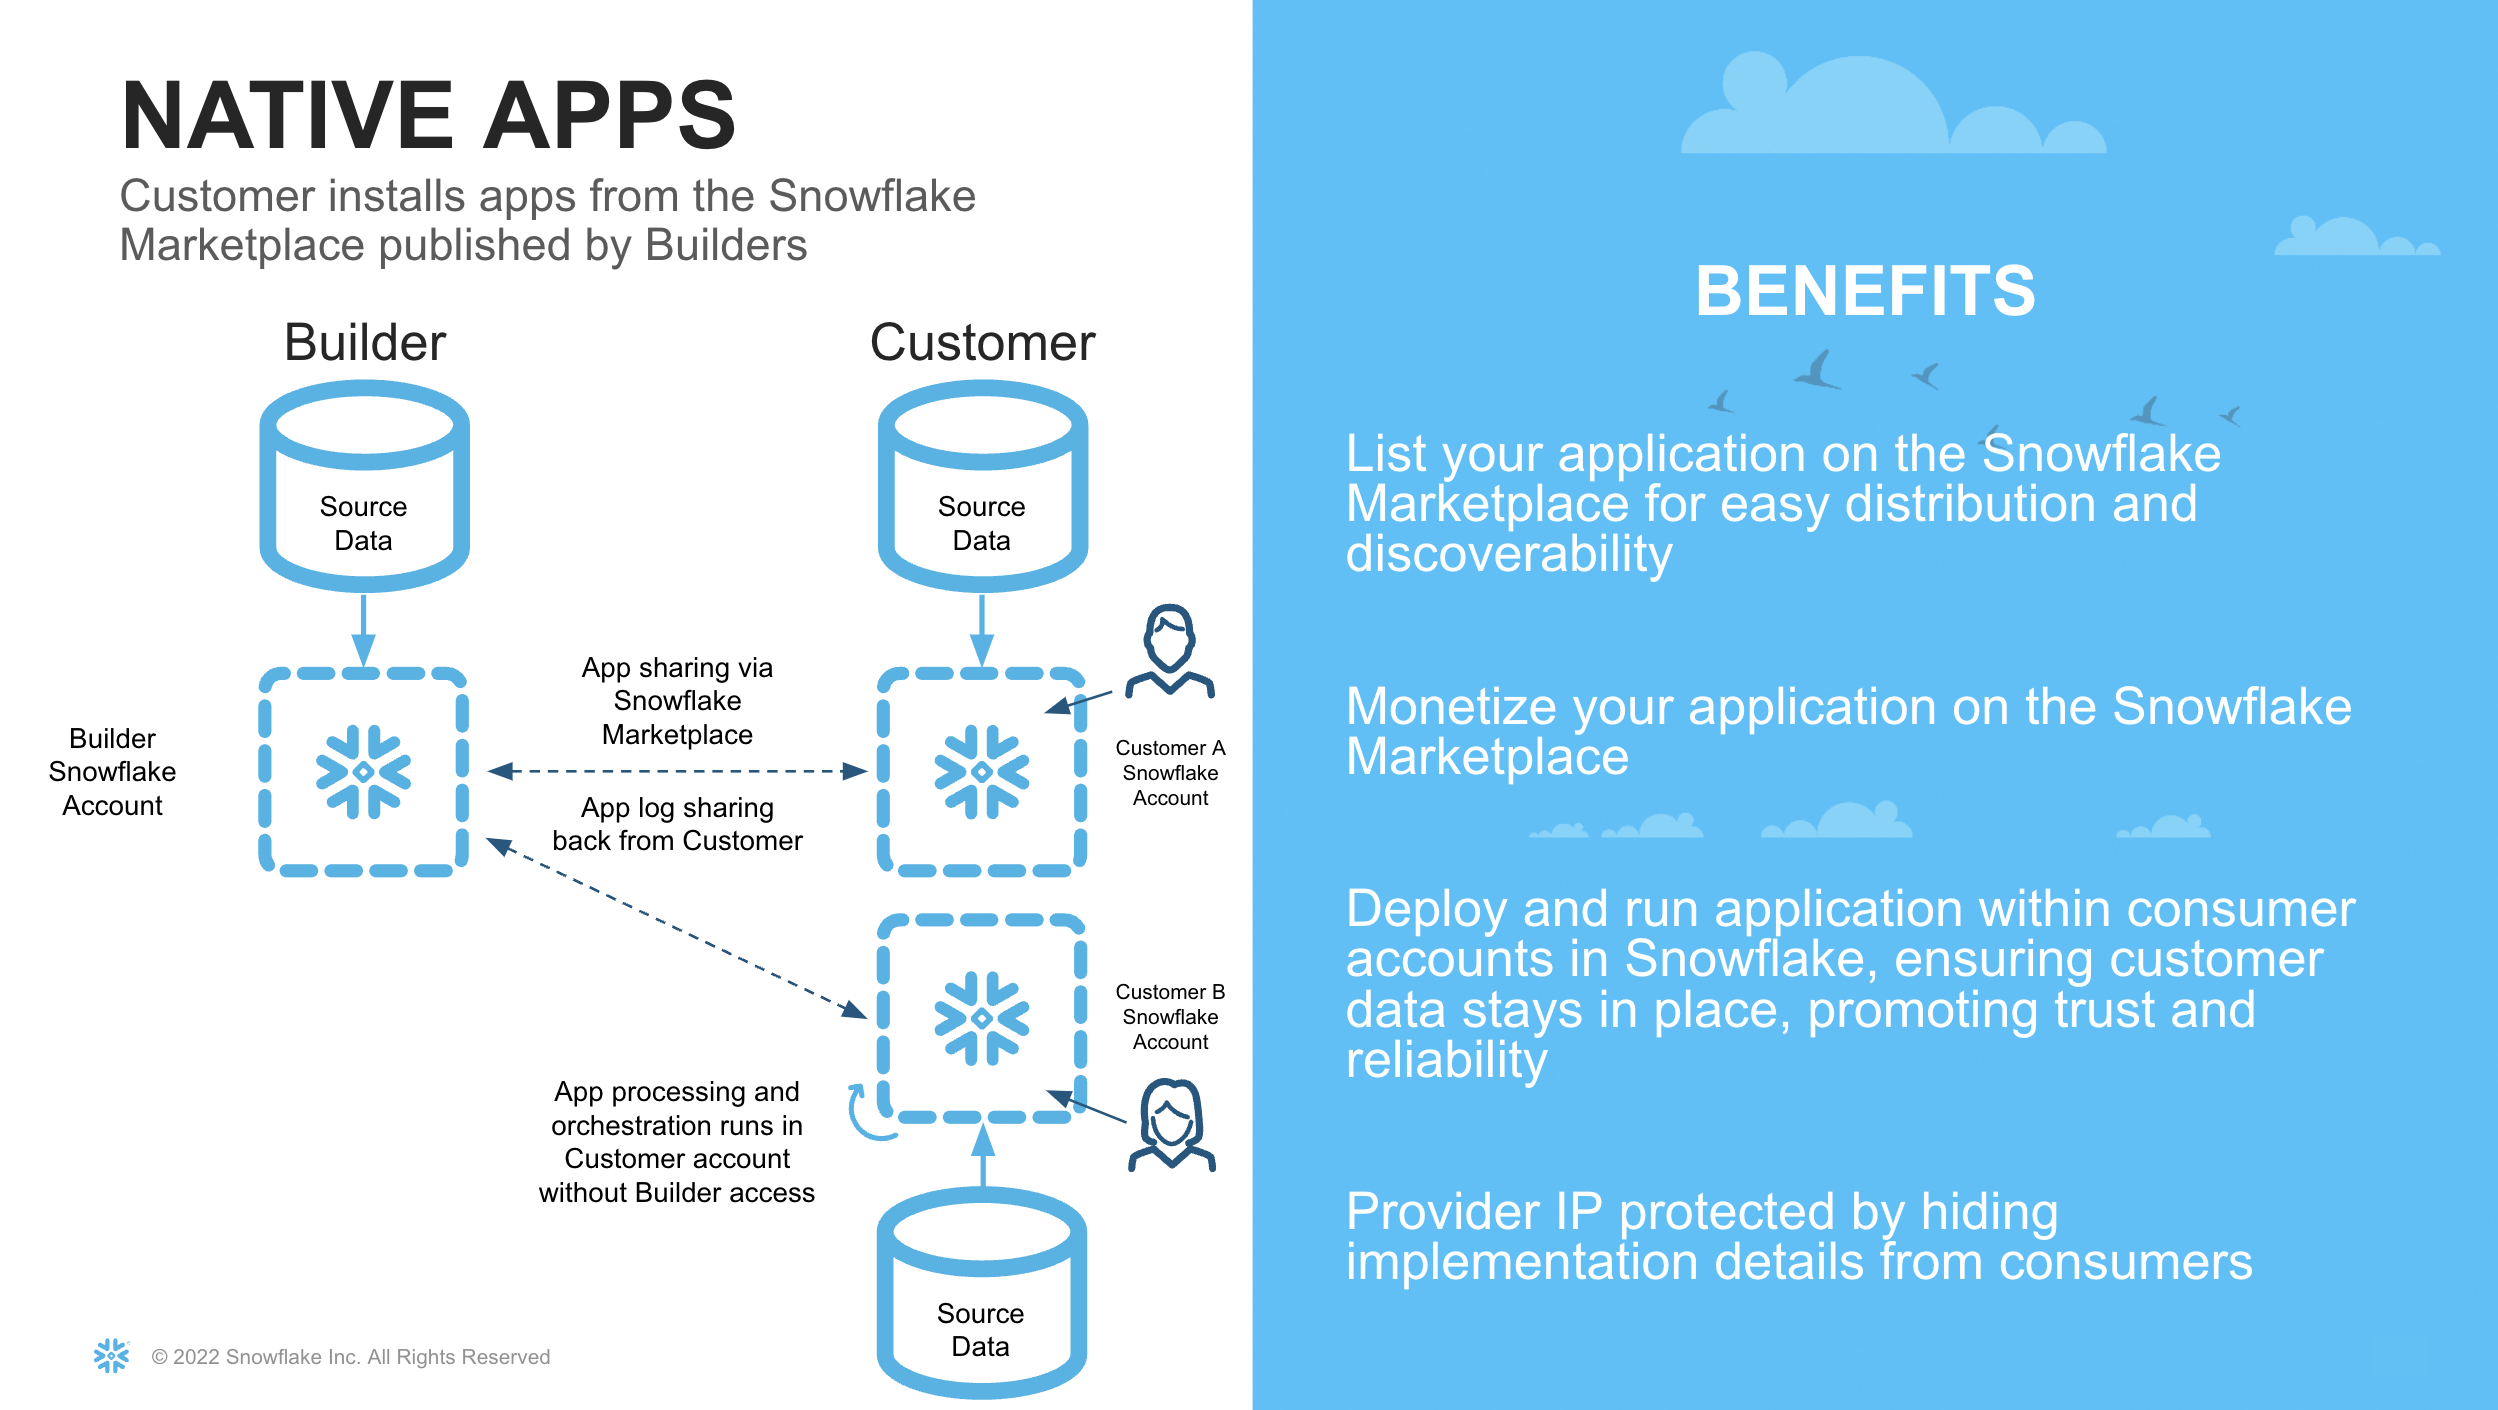 NATIVE APPS
Customer installs apps from the Snowflake
Marketplace published by Builders
Builder
Customer
Source
Data
Source
Data
Builder
Snowflake
Account
App sharing via
Snowflake
Marketplace
App log sharing
back from Customer
Customer A
Snowflake
Account
Customer B
Snowflake
Account
App processing and
orchestration runs in
Customer account
without Builder access
Source
Data
© 2022 Snowflake Inc. All Rights Reserved
BENEFITS
List your application on the Snowflake
Marketplace for easy distribution and
discoverability
Monetize your application on the Snowflake
Marketplace
Deploy and run application within consumer
accounts in Snowflake, ensuring customer
data stays in place, promoting trust and
reliability
Provider IP protected by hiding
implementation details from consumers